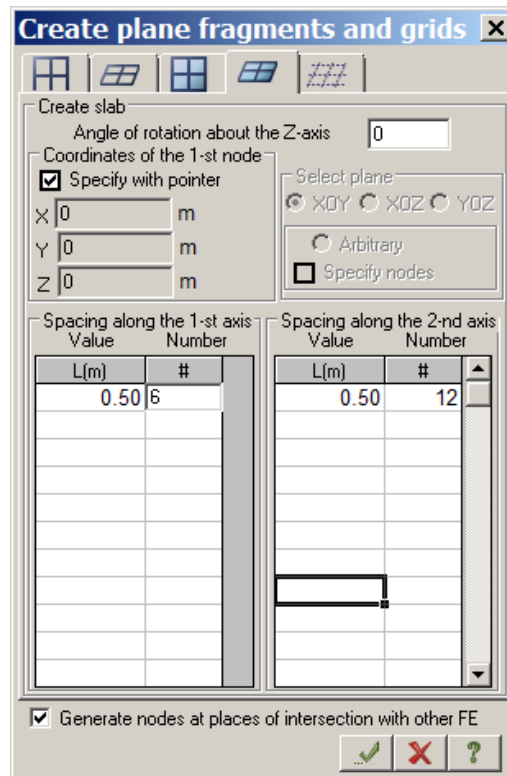 Create plane fragments and grids
Create slab
Angle of rotation about the Z-axis 0
Coordinates of the 1-st node
Specify with pointer
X 0 m
Y 0 m
Z 0 m
Select plane
XOY XOZ YOZ
Arbitrary
Specify nodes
Spacing along the 1-st axis
Value Number
L(m) #
0.50 6
Spacing along the 2-nd axis
Value Number
L(m) #
0.50 12
Generate nodes at places of intersection with other FE
?